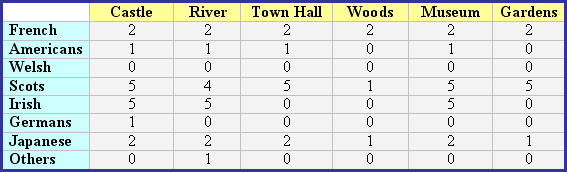 Castle River Town Hall Woods Museum Gardens
French 2 2 2 2 2 2
Americans 1 1 1 0 1 0
Welsh 0 0 0 0 0 0
Scots 5 4 5 1 5 5
Irish 5 5 0 0 5 0
Germans 1 0 0 0 0 0
Japanese 2 2 2 1 2 1
Others 0 1 0 0 0 0